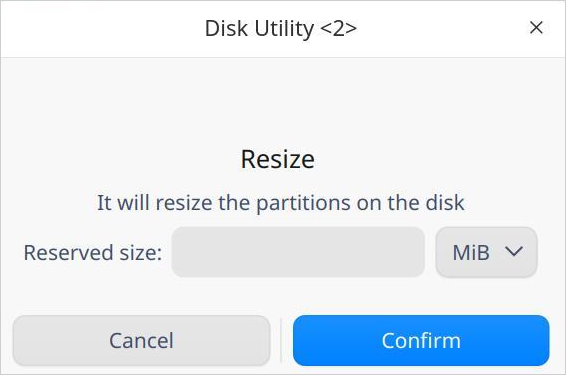 Disk Utility <2>
Resize
It will resize the partitions on the disk
Reserved size: MiB
Cancel Confirm